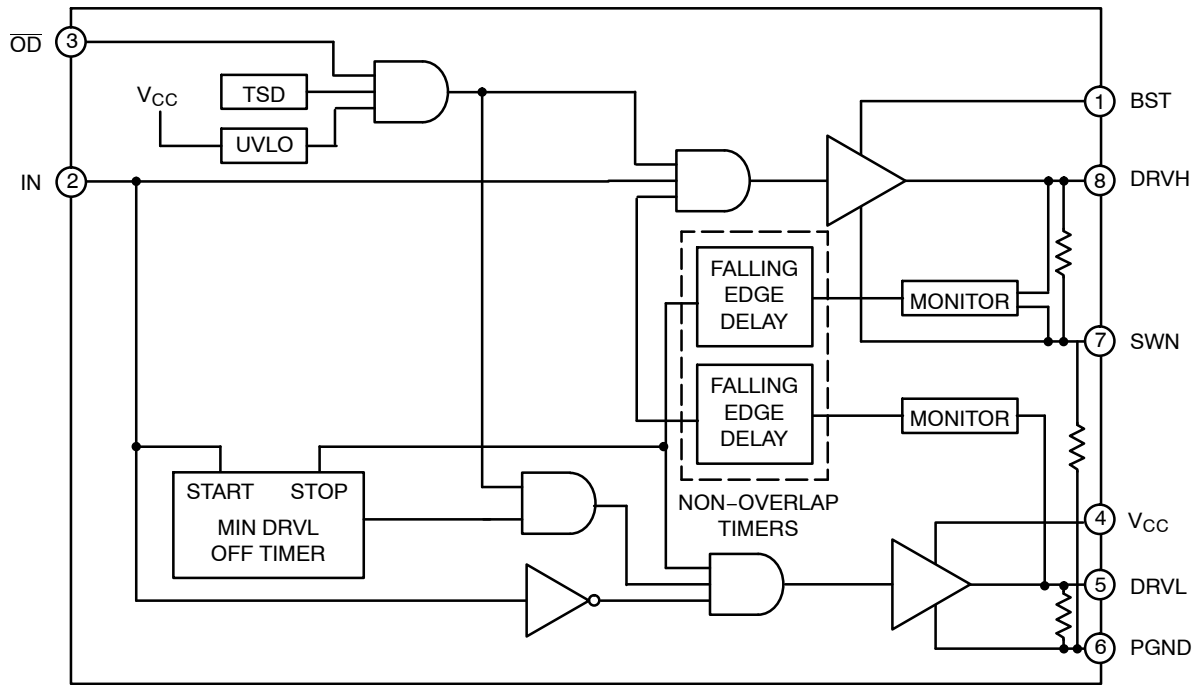 OD
3
TSD
VCC
UVLO
1
BST
IN
2
8
DRVH
FALLING
EDGE
DELAY
MONITOR
7
SWN
FALLING
EDGE
DELAY
MONITOR
START STOP
MIN DRVL
OFF TIMER
NON−OVERLAP
TIMERS
4
VCC
5
DRVL
6
PGND